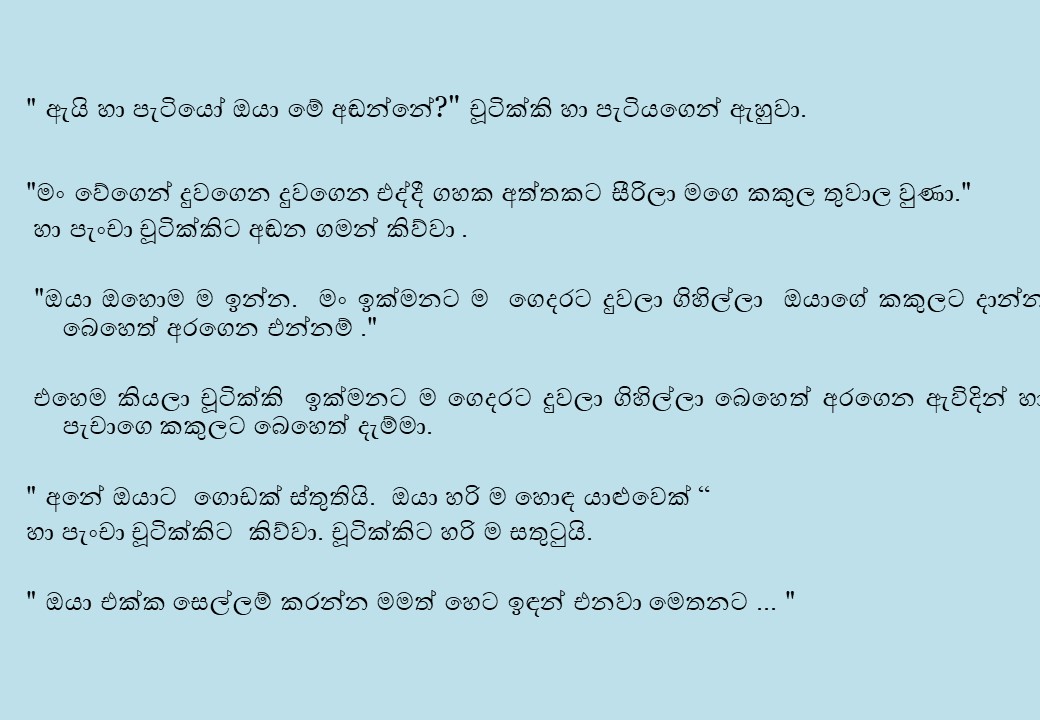 " ඇයි හා පැටියෝ ඔයා මේ අඬන්නේ?" චූටික්කි හා පැටියගෙන් ඇහුවා.
"මං වේගෙන් දුවගෙන දුවගෙන එද්දී ගහක අත්තකට සීරිලා මගෙ කකුල තුවාල වුණා."
හා පැංචා චූටික්කිට අඬන ගමන් කිව්වා .
"ඔයා ඔහොම ම ඉන්න. මං ඉක්මනට ම ගෙදරට දුවලා ගිහිල්ලා ඔයාගේ කකුලට දාන්න
බෙහෙත් අරගෙන එන්නම් ."
එහෙම කියලා චූටික්කි ඉක්මනට ම ගෙදරට දුවලා ගිහිල්ලා බෙහෙත් අරගෙන ඇවිදින් හා
පැචාගෙ කකුලට බෙහෙත් දැම්මා.
" අනේ ඔයාට ගොඩක් ස්තුතියි. ඔයා හරි ම හොඳ යාළුවෙක් “
හා පැංචා චූටික්කිට කිව්වා. චූටික්කිට හරි ම සතුටුයි.
" ඔයා එක්ක සෙල්ලම් කරන්න මමත් හෙට ඉඳන් එනවා මෙතනට ... "